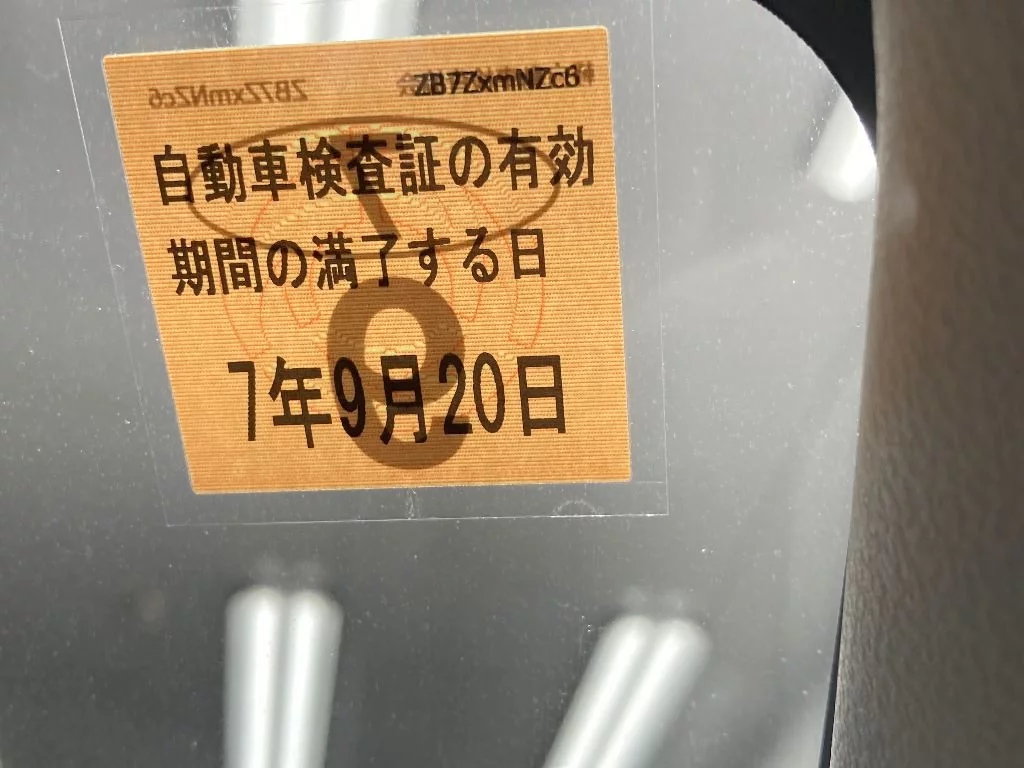 ZB7ZxmNZc6
自動車検査証の有効
期間の満了する日
7年9月20日